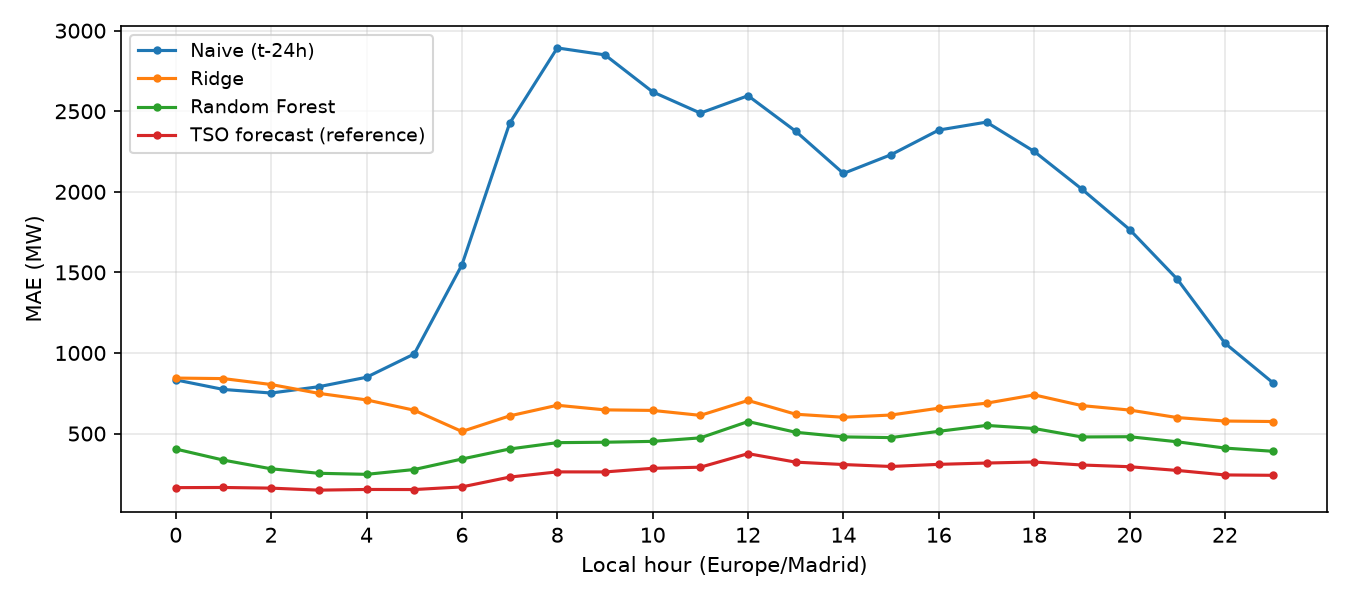 3000
2500
2000
1500
1000
500
MAE (MW)
Naive (t-24h)
Ridge
Random Forest
TSO forecast (reference)
0 2 4 6 8 10 12 14 16 18 20 22
Local hour (Europe/Madrid)